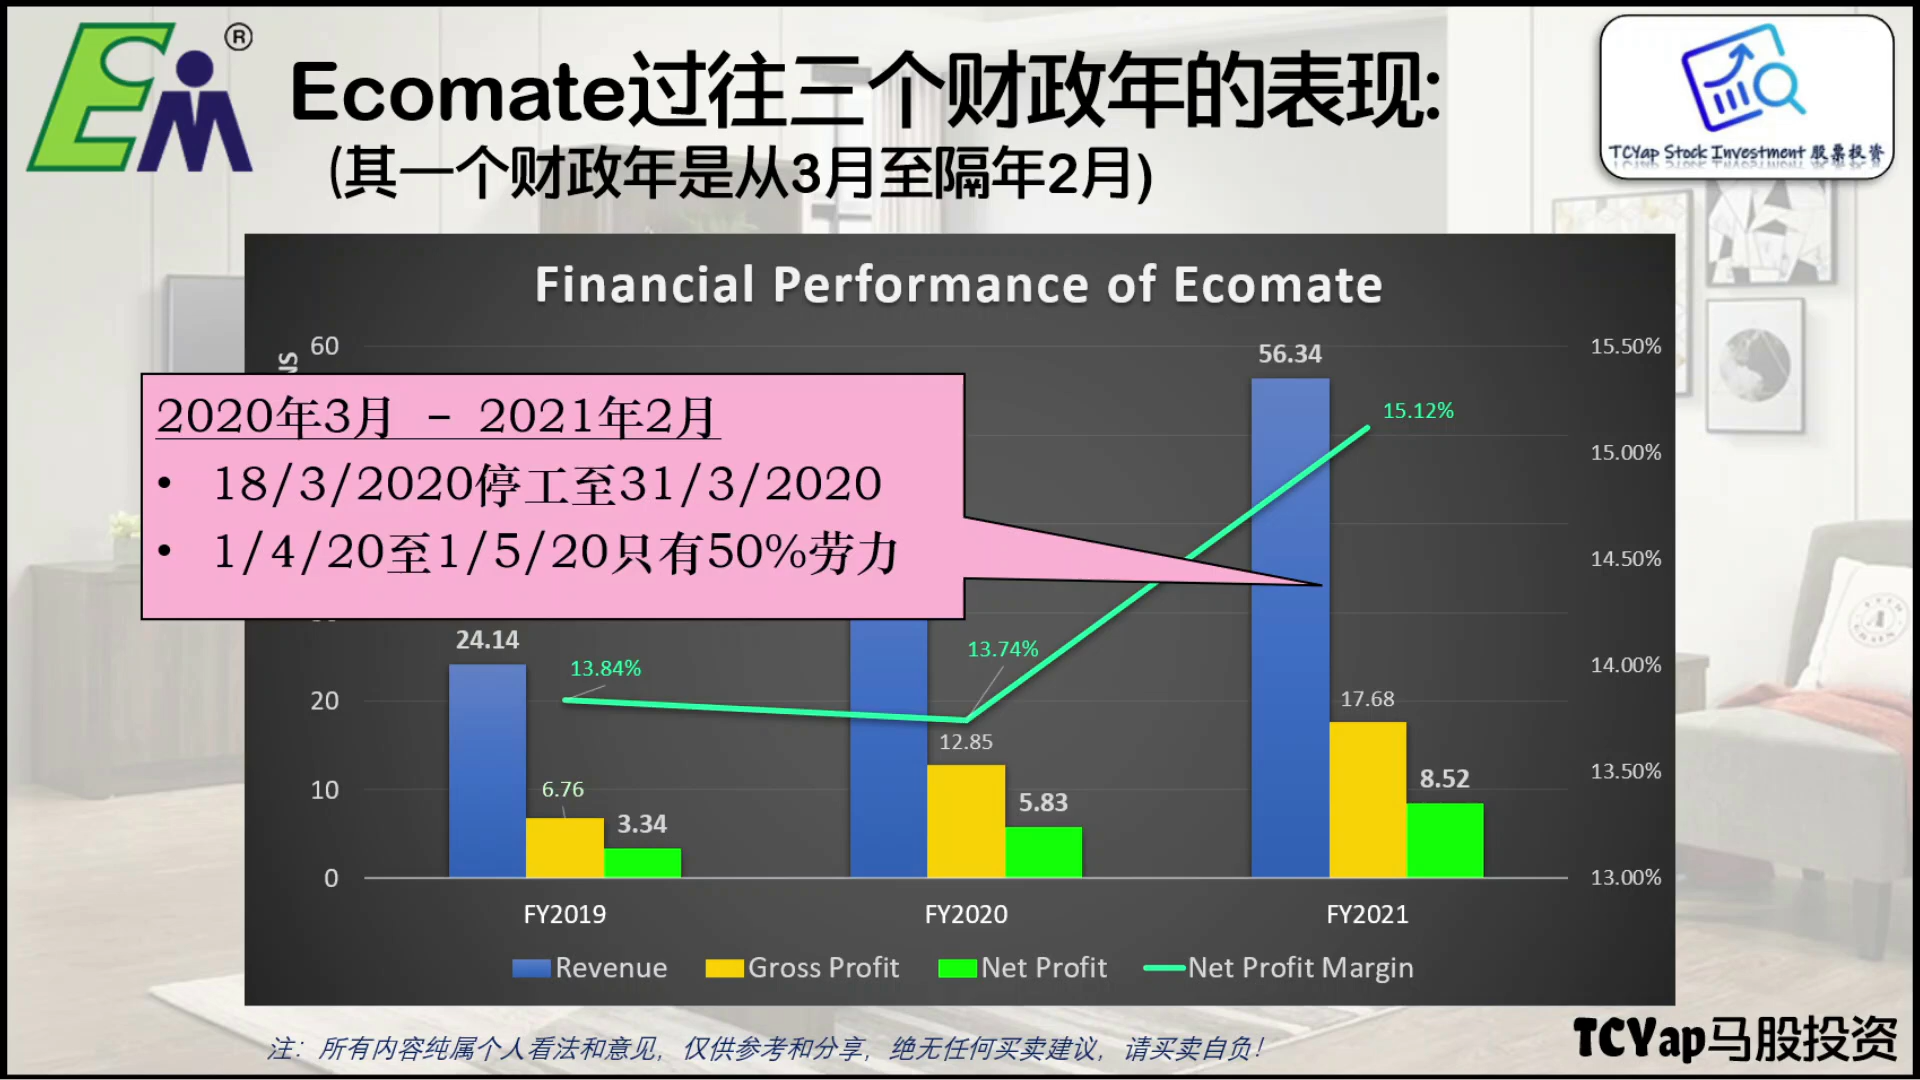 EM®
Ecomate过往三个财政年的表现:
(其一个财政年是从3月至隔年2月)
TCYap Stock Investment 股票投资
Financial Performance of Ecomate
60
56.34
15.50%
15.12%
2020年3月 - 2021年2月
• 18/3/2020停工至31/3/2020
• 1/4/20至1/5/20只有50%劳力
15.00%
14.50%
24.14
13.84%
13.74%
14.00%
20
17.68
12.85
13.50%
10
6.76
3.34
5.83
8.52
0
13.00%
FY2019
FY2020
FY2021
Revenue
Gross Profit
Net Profit
Net Profit Margin
注：所有内容纯属个人看法和意见，仅供参考和分享，绝无任何买卖建议，请买卖自负！
TCYap马股投资